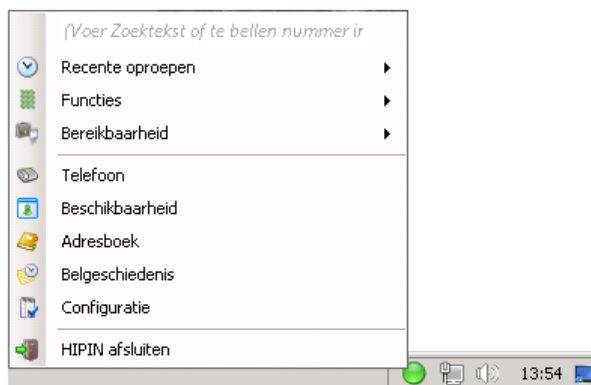 (Voer Zoektekst of te bellen nummer ir
Recente oproepen
Functies
Bereikbaarheid
Telefoon
Beschikbaarheid
Adresboek
Belgeschiedenis
Configuratie
HIPIN afsluiten
13:54